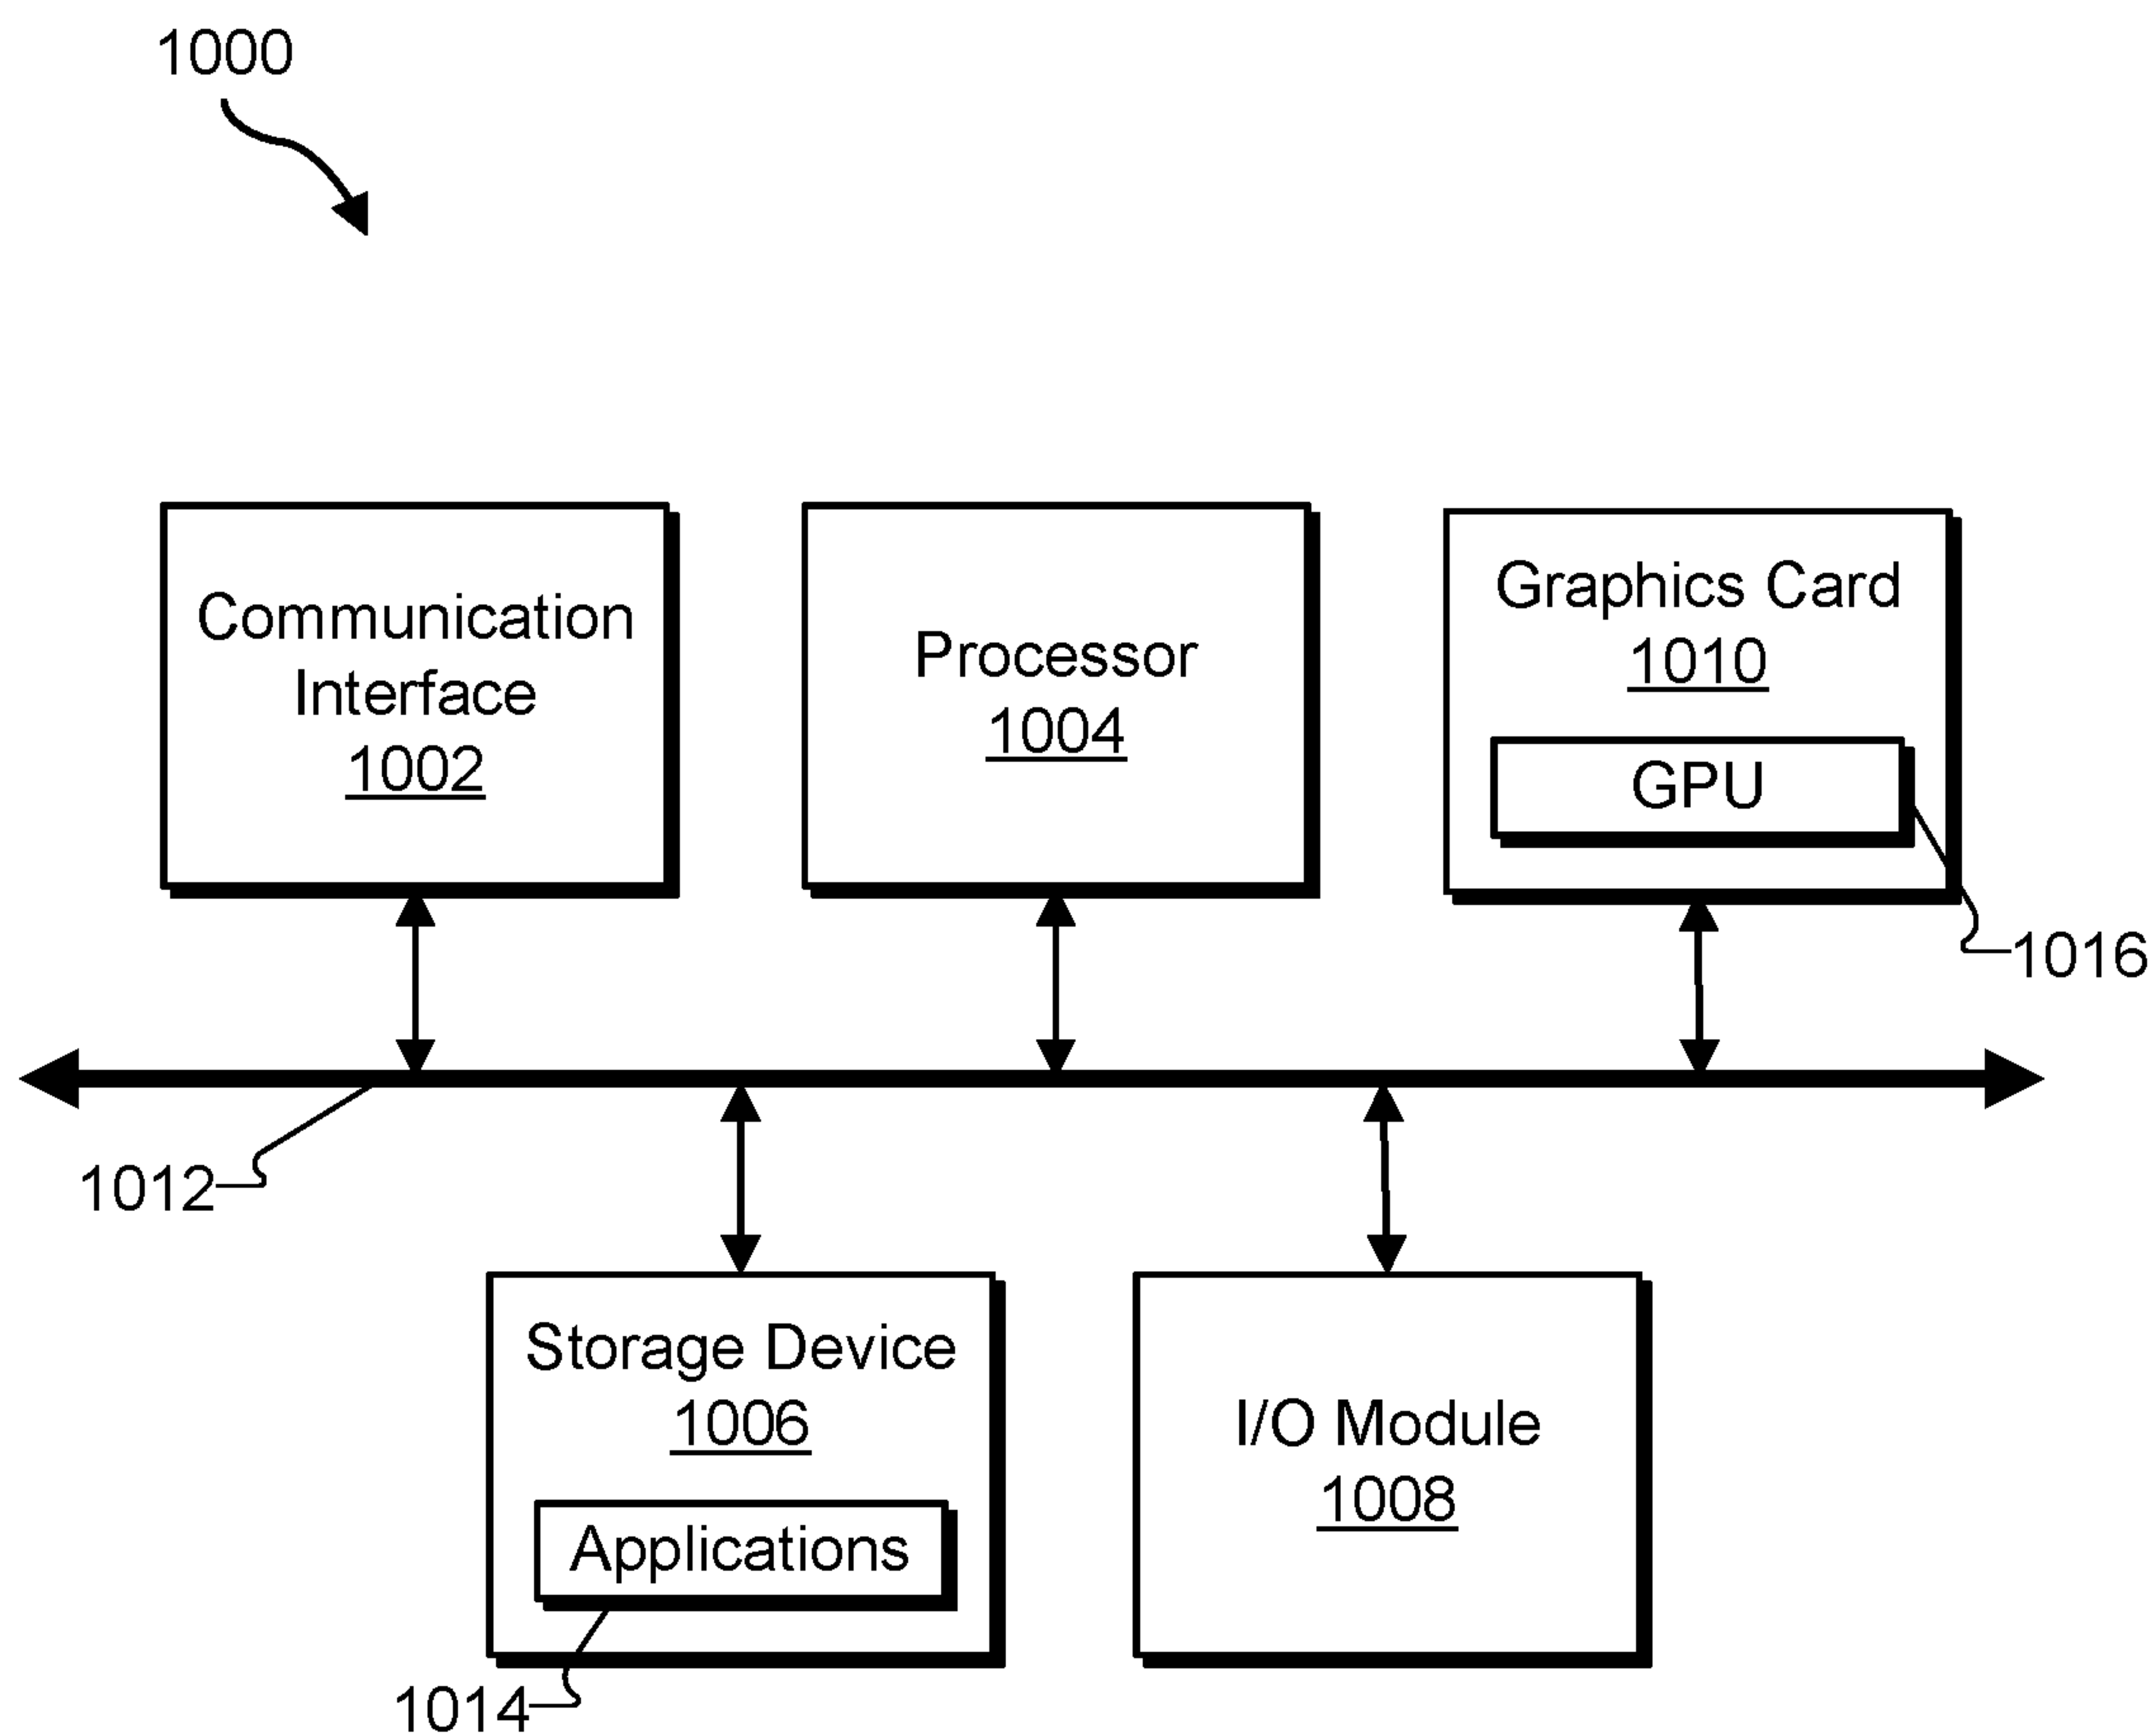 1000
Communication
Interface
1002
Processor
1004
Graphics Card
1010
GPU
1016
1012
Storage Device
1006
Applications
1014
I/O Module
1008